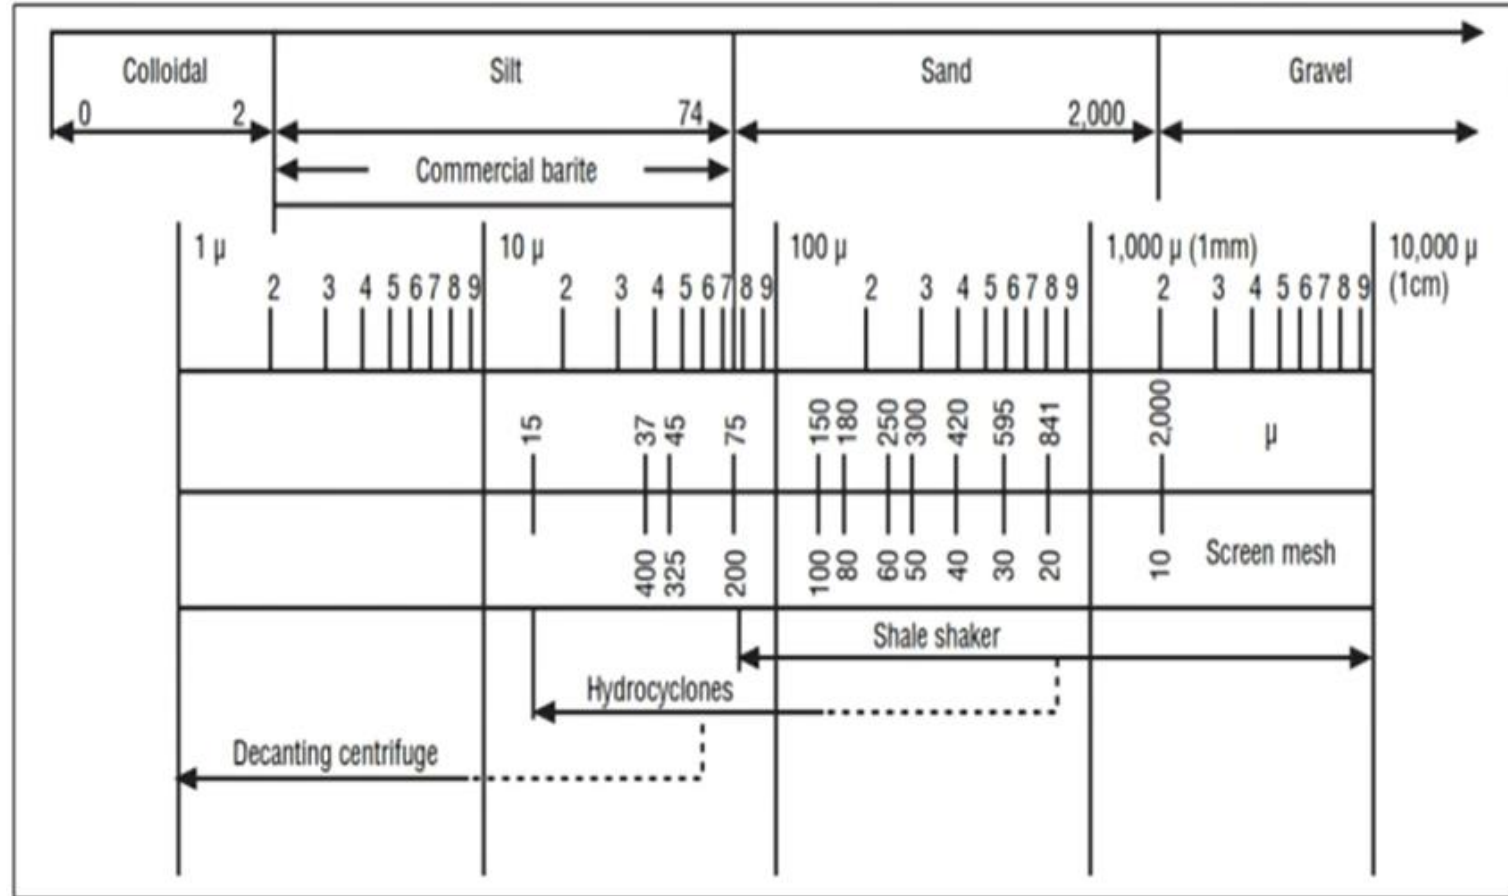 Colloidal Silt Sand Gravel
0 2 74 2,000
Commercial barite
1 µ 10 µ 100 µ 1,000 µ (1mm) 10,000 µ
(1cm)
2 3 4 5 6 7 8 9 2 3 4 5 6 7 8 9 2 3 4 5 6 7 8 9 2 3 4 5 6 7 8 9
15 37 45 75 150 180 250 300 420 595 841 2,000 µ
400 325 200 100 80 60 50 40 30 20 10 Screen mesh
Shale shaker
Hydrocyclones
Decanting centrifuge